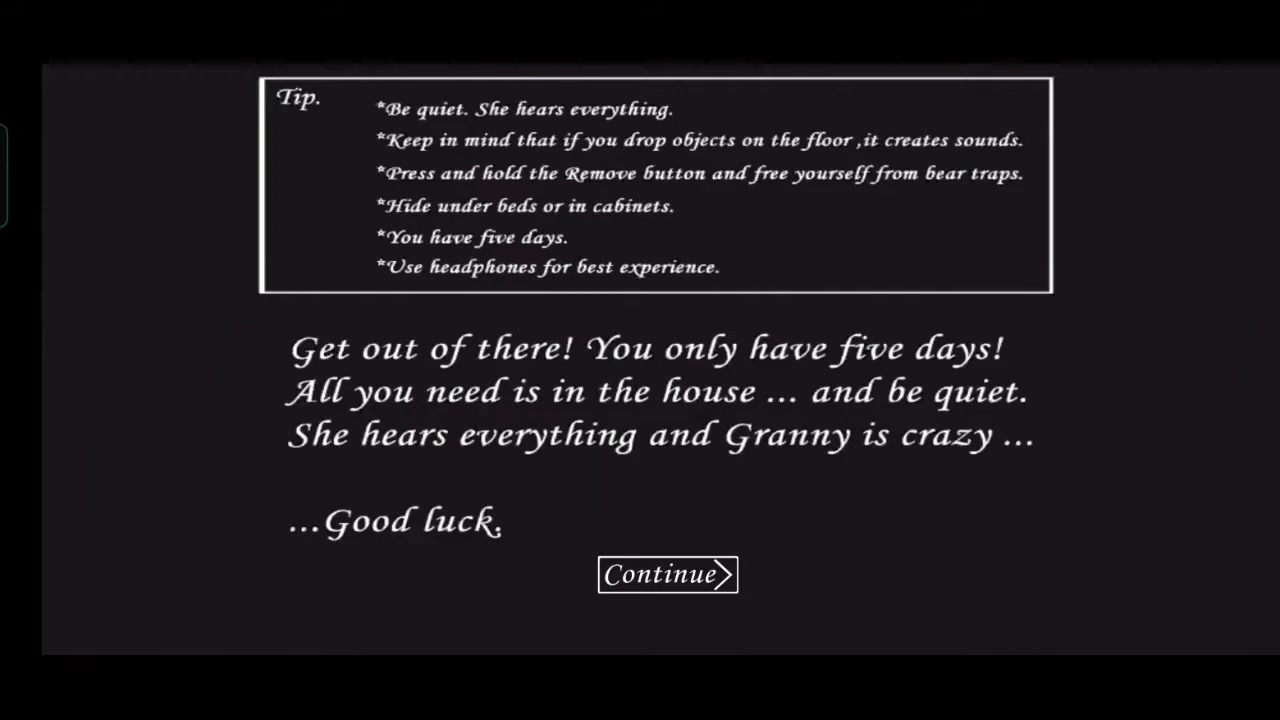 Tip.
*Be quiet. She hears everything.
*Keep in mind that if you drop objects on the floor ,it creates sounds.
*Press and hold the Remove button and free yourself from bear traps.
*Hide under beds or in cabinets.
*You have five days.
*Use headphones for best experience.
Get out of there! You only have five days!
All you need is in the house ... and be quiet.
She hears everything and Granny is crazy ...
...Good luck.
Continue>